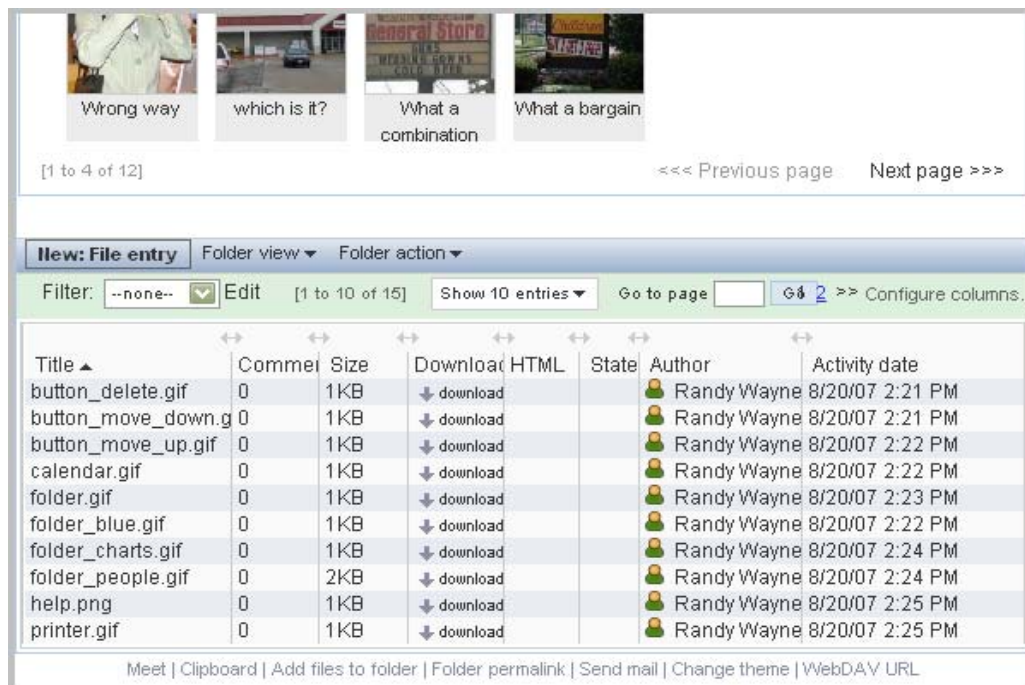 General Store
GUNS
WEDDING GOWNS
COLD BEER
Children
Wrong way
which is it?
What a combination
What a bargain
[1 to 4 of 12]
<<< Previous page
Next page >>>
New: File entry
Folder view
Folder action
Filter: --none-- Edit [1 to 10 of 15] Show 10 entries Go to page 2 >> Configure columns.
Title Commei Size Downloac HTML State Author Activity date
button_delete.gif 0 1KB download Randy Wayne 8/20/07 2:21 PM
button_move_down.g 0 1KB download Randy Wayne 8/20/07 2:21 PM
button_move_up.gif 0 1KB download Randy Wayne 8/20/07 2:22 PM
calendar.gif 0 1KB download Randy Wayne 8/20/07 2:22 PM
folder.gif 0 1KB download Randy Wayne 8/20/07 2:23 PM
folder_blue.gif 0 1KB download Randy Wayne 8/20/07 2:22 PM
folder_charts.gif 0 1KB download Randy Wayne 8/20/07 2:24 PM
folder_people.gif 0 2KB download Randy Wayne 8/20/07 2:24 PM
help.png 0 1KB download Randy Wayne 8/20/07 2:25 PM
printer.gif 0 1KB download Randy Wayne 8/20/07 2:25 PM
Meet | Clipboard | Add files to folder | Folder permalink | Send mail | Change theme | WebDAV URL